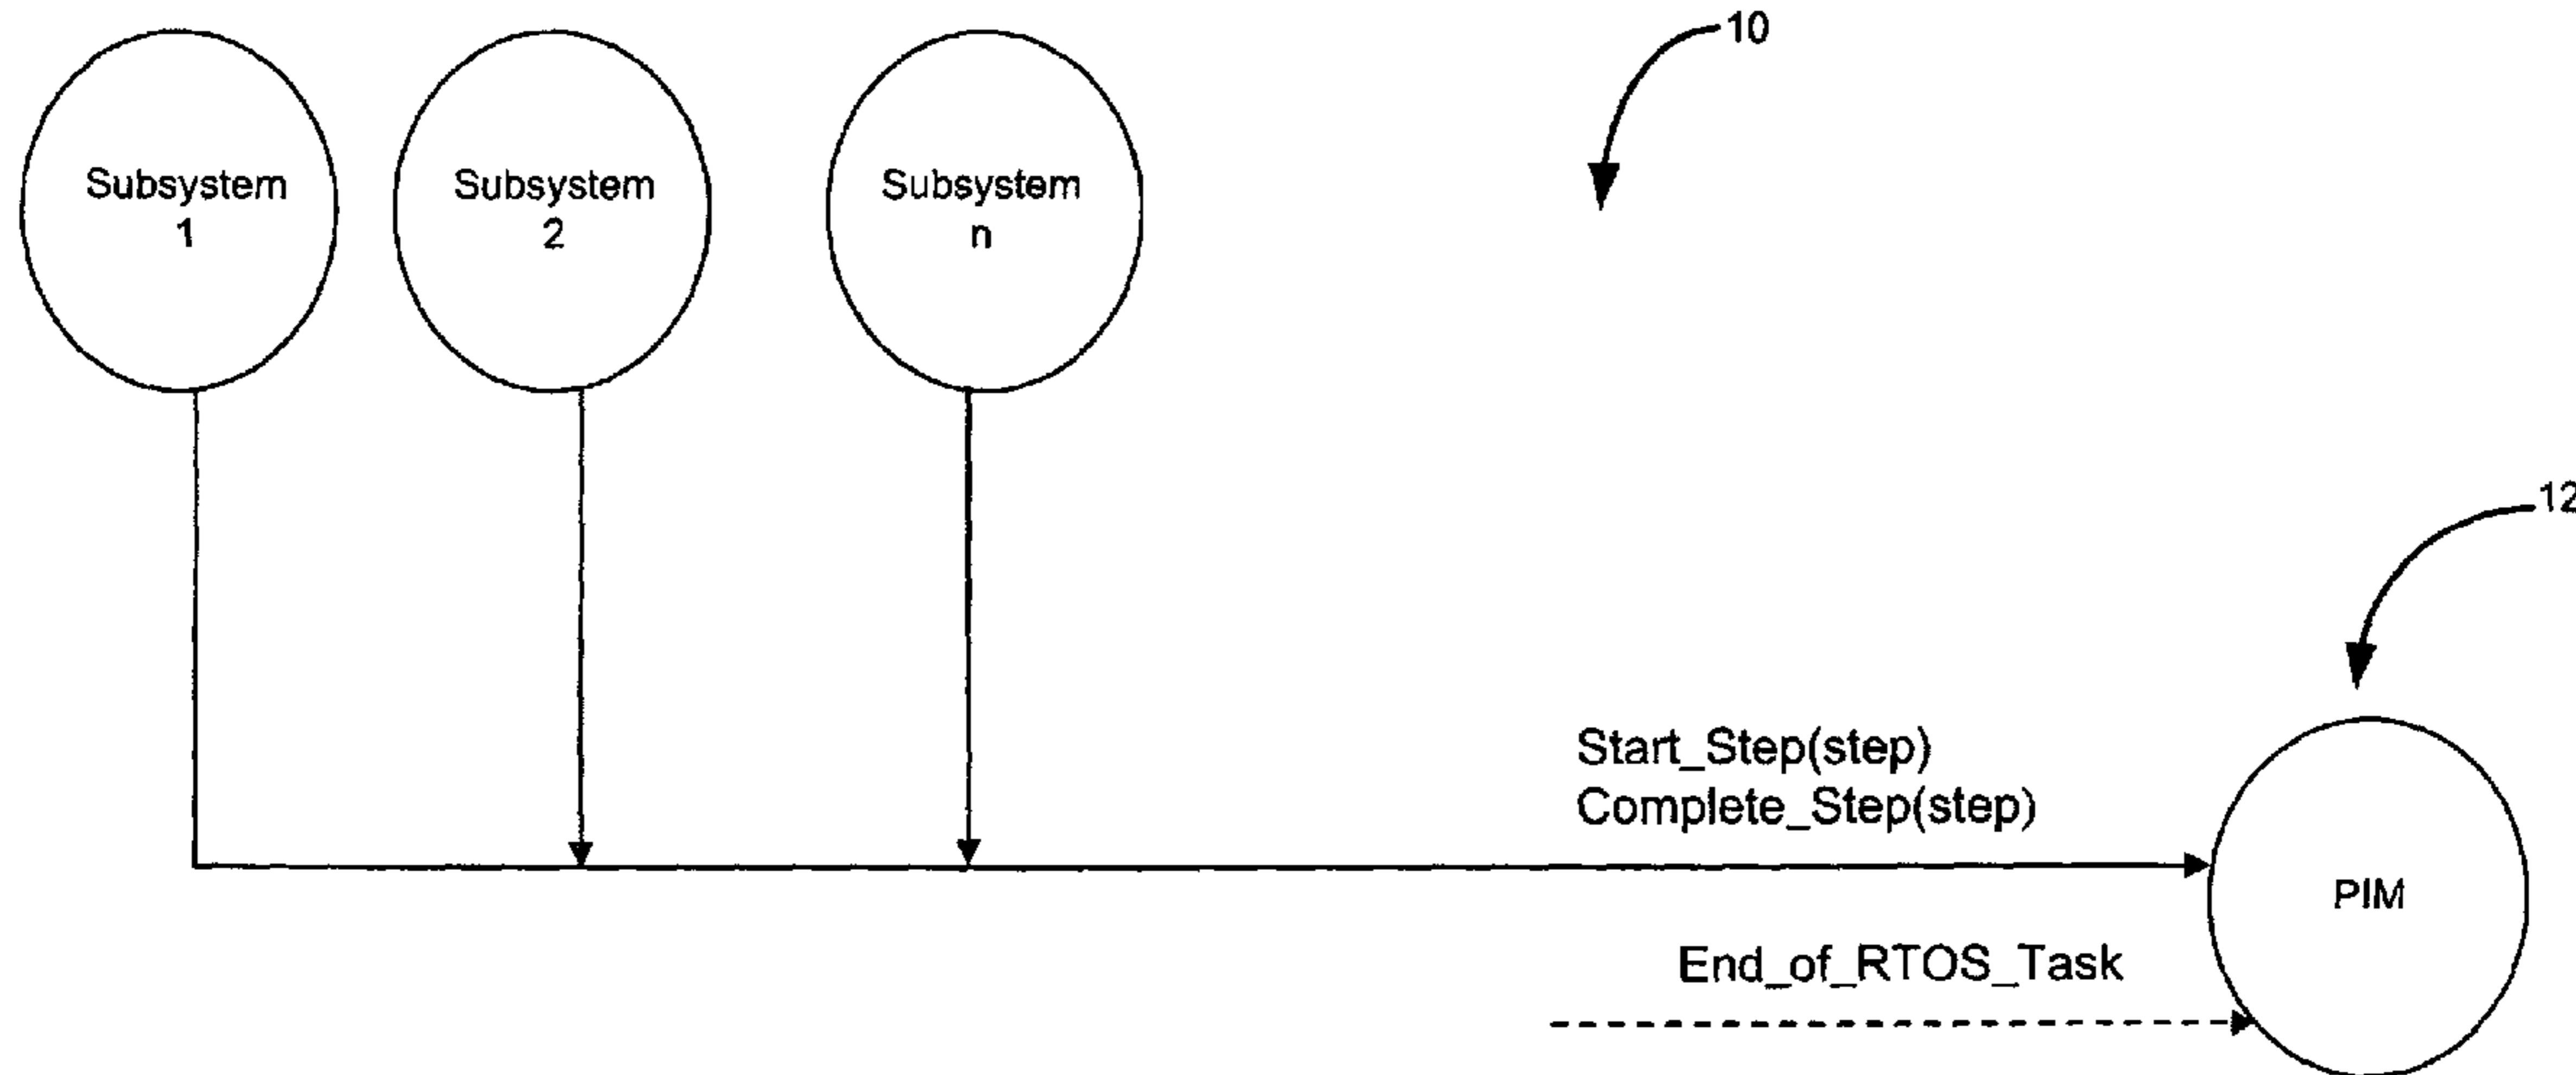 10
Subsystem
1
Subsystem
2
Subsystem
n
12
Start_Step(step)
Complete_Step(step)
PIM
End_of_RTOS_Task